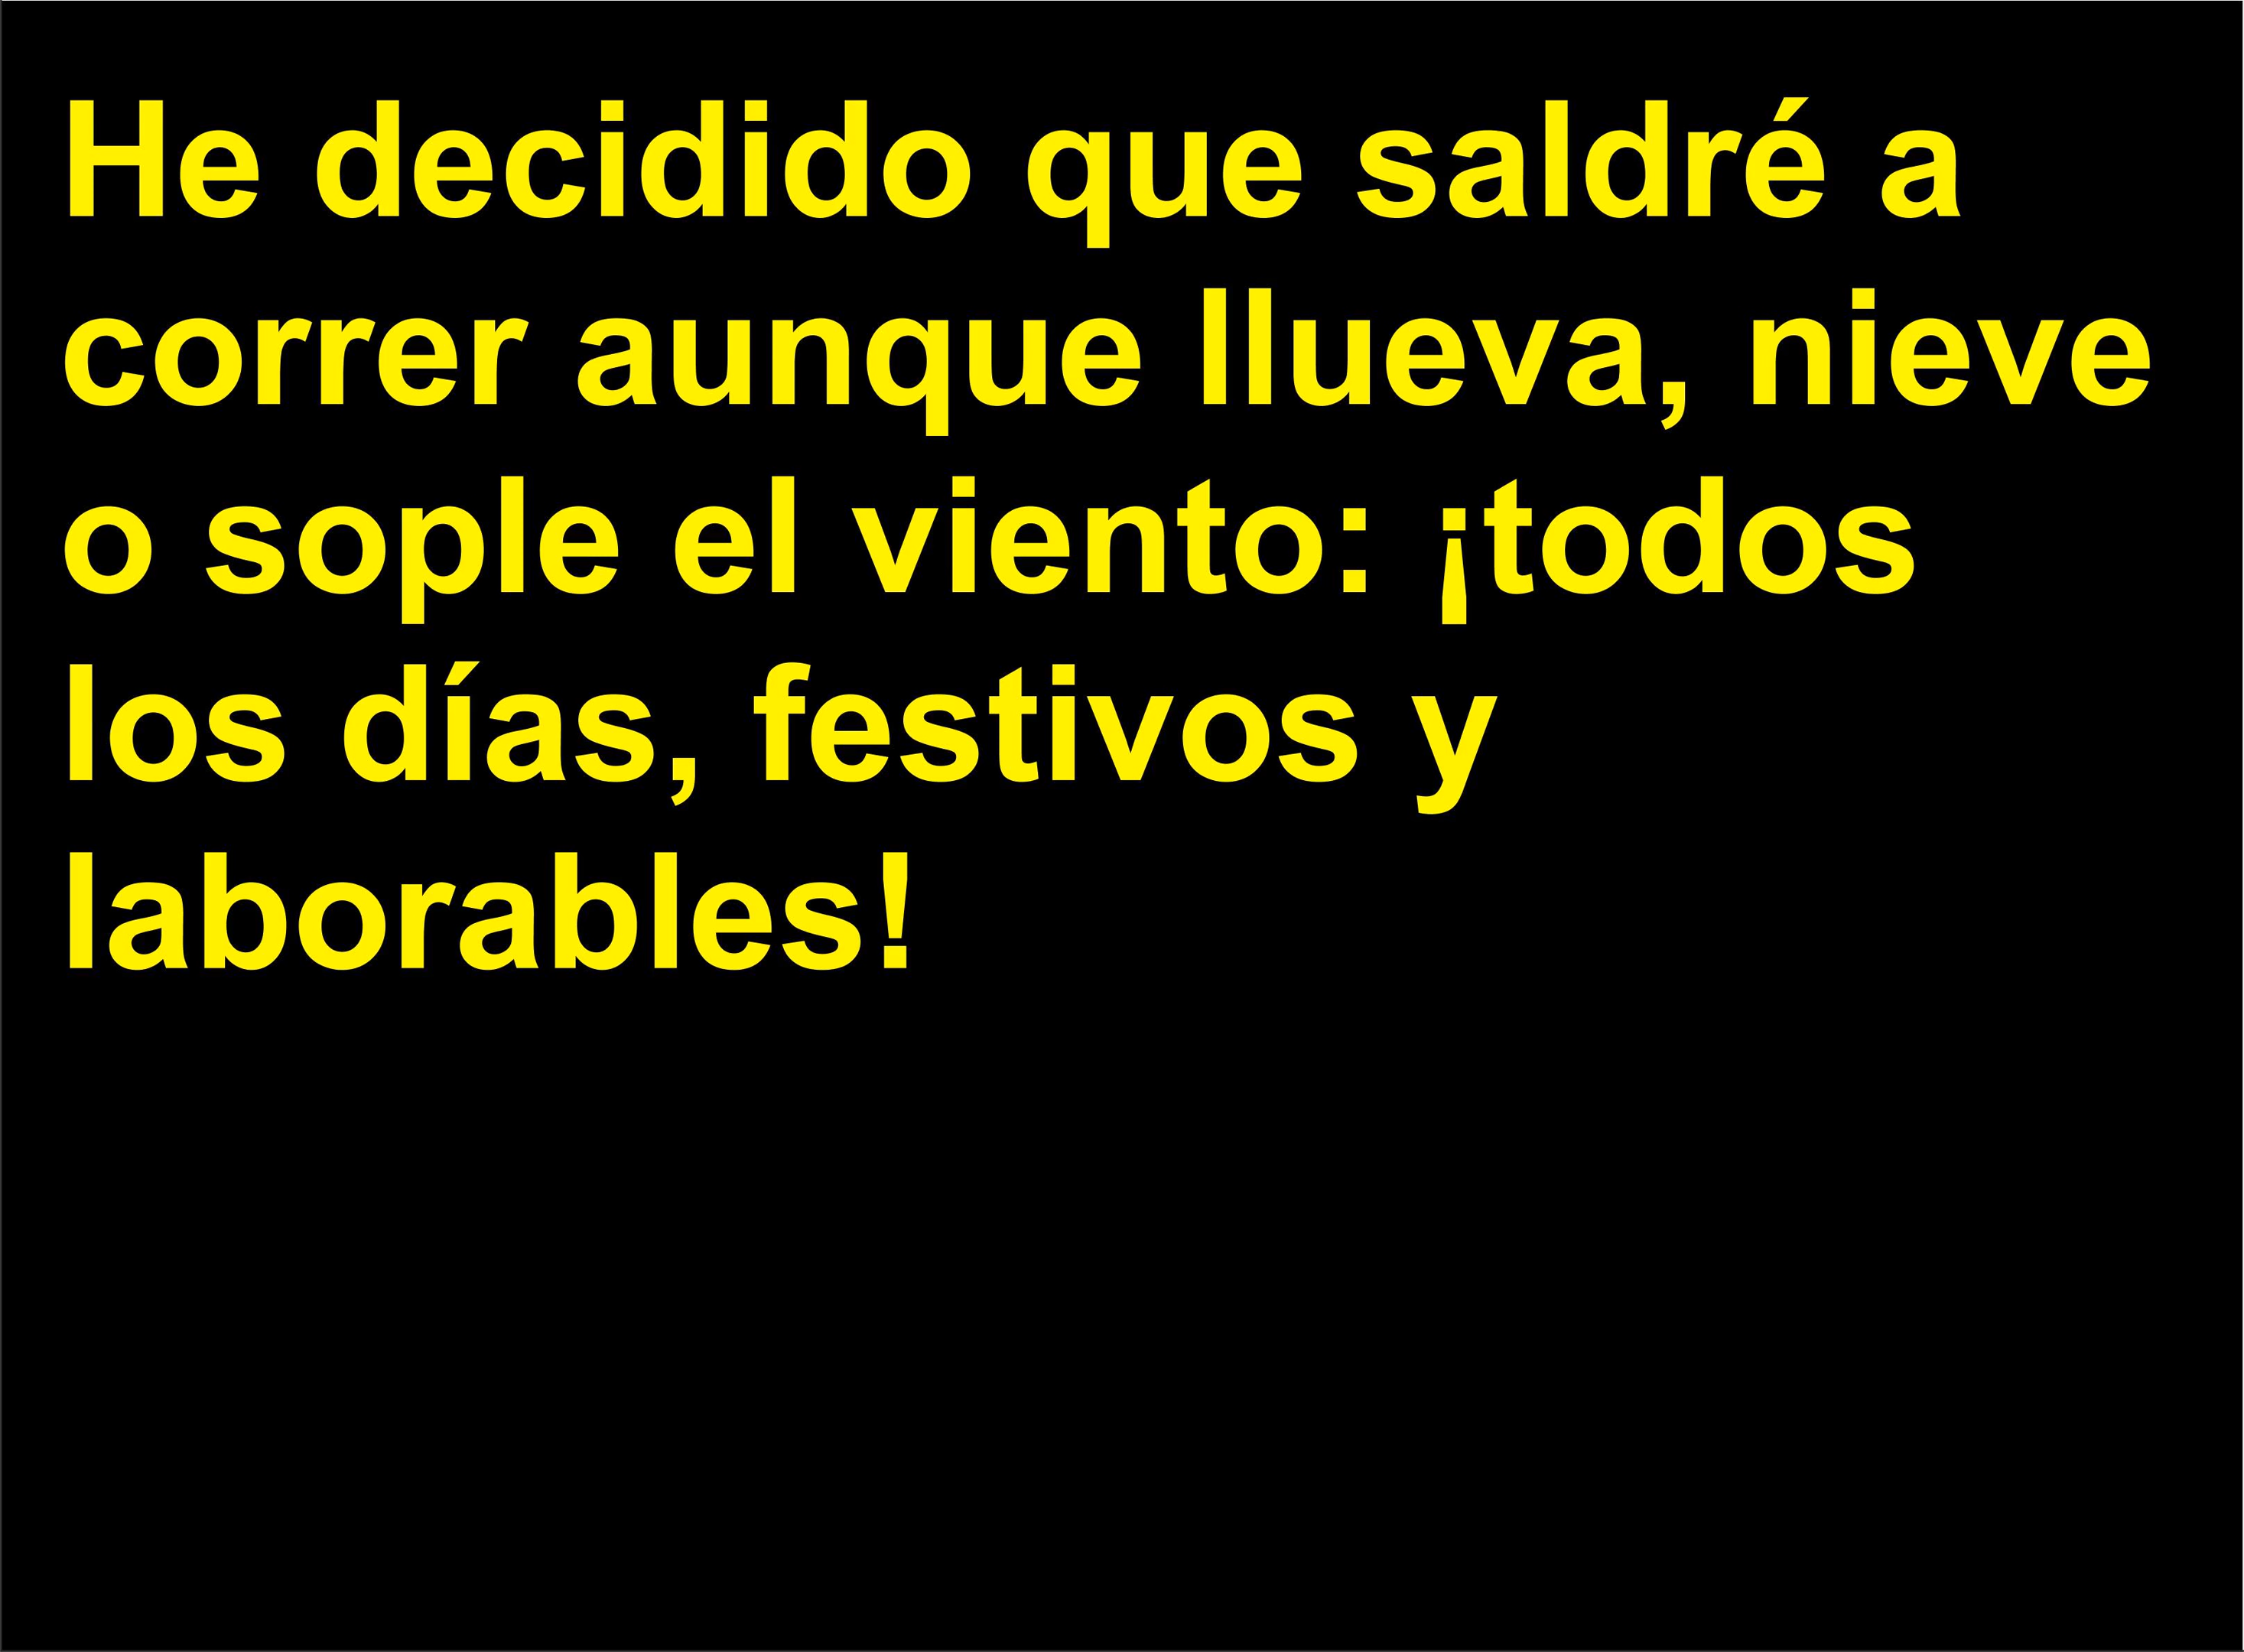 He decidido que saldré a
correr aunque llueva, nieve
o sople el viento: ¡todos
los días, festivos y
laborables!